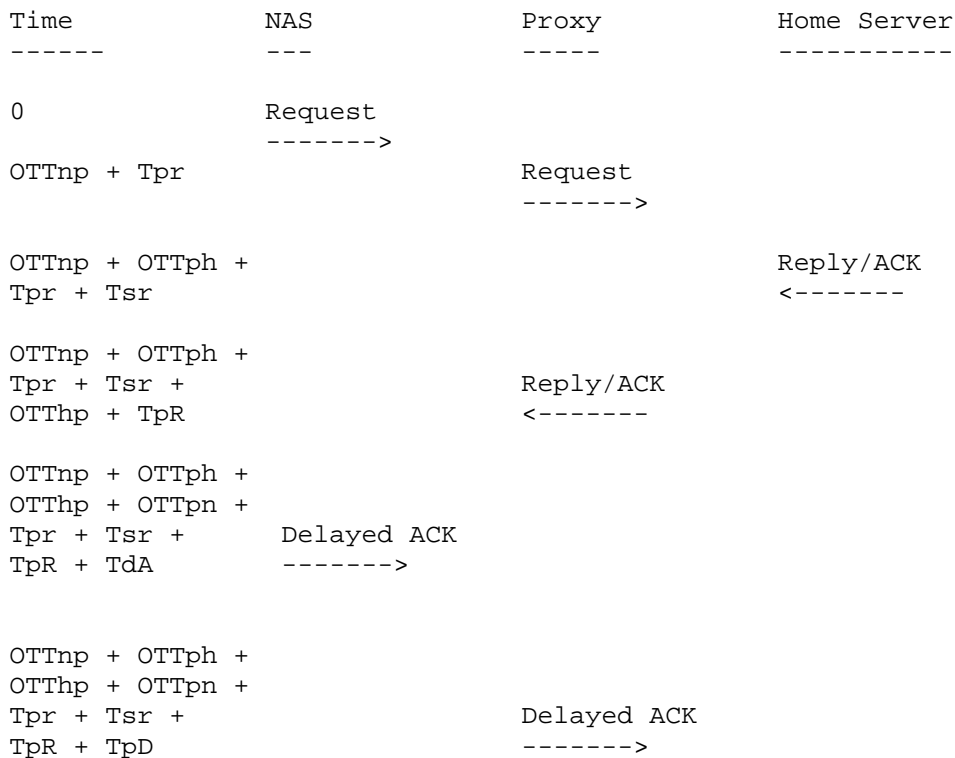 Time NAS Proxy Home Server
------ --- ----- -----------
0 Request
------->
OTTnp + Tpr Request
------->
OTTnp + OTTph + Reply/ACK
Tpr + Tsr <-------
OTTnp + OTTph +
Tpr + Tsr + Reply/ACK
OTThp + TpR <-------
OTTnp + OTTph +
OTThp + OTTpn +
Tpr + Tsr + Delayed ACK
TpR + TdA ------->
OTTnp + OTTph +
OTThp + OTTpn +
Tpr + Tsr + Delayed ACK
TpR + TpD ------->